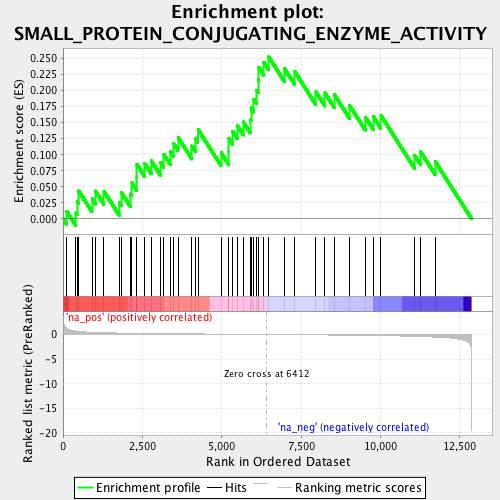 Enrichment plot:
SMALL_PROTEIN_CONJUGATING_ENZYME_ACTIVITY
Enrichment score (ES)
0.250
0.225
0.200
0.175
0.150
0.125
0.100
0.075
0.050
0.025
0.000
'na_pos' (positively correlated)
Ranked list metric (PreRanked)
0
-5
-10
-15
-20
Zero cross at 6412
'na_neg' (negatively correlated)
0 2,500 5,000 7,500 10,000 12,500
Rank in Ordered Dataset
Enrichment profile Hits Ranking metric scores